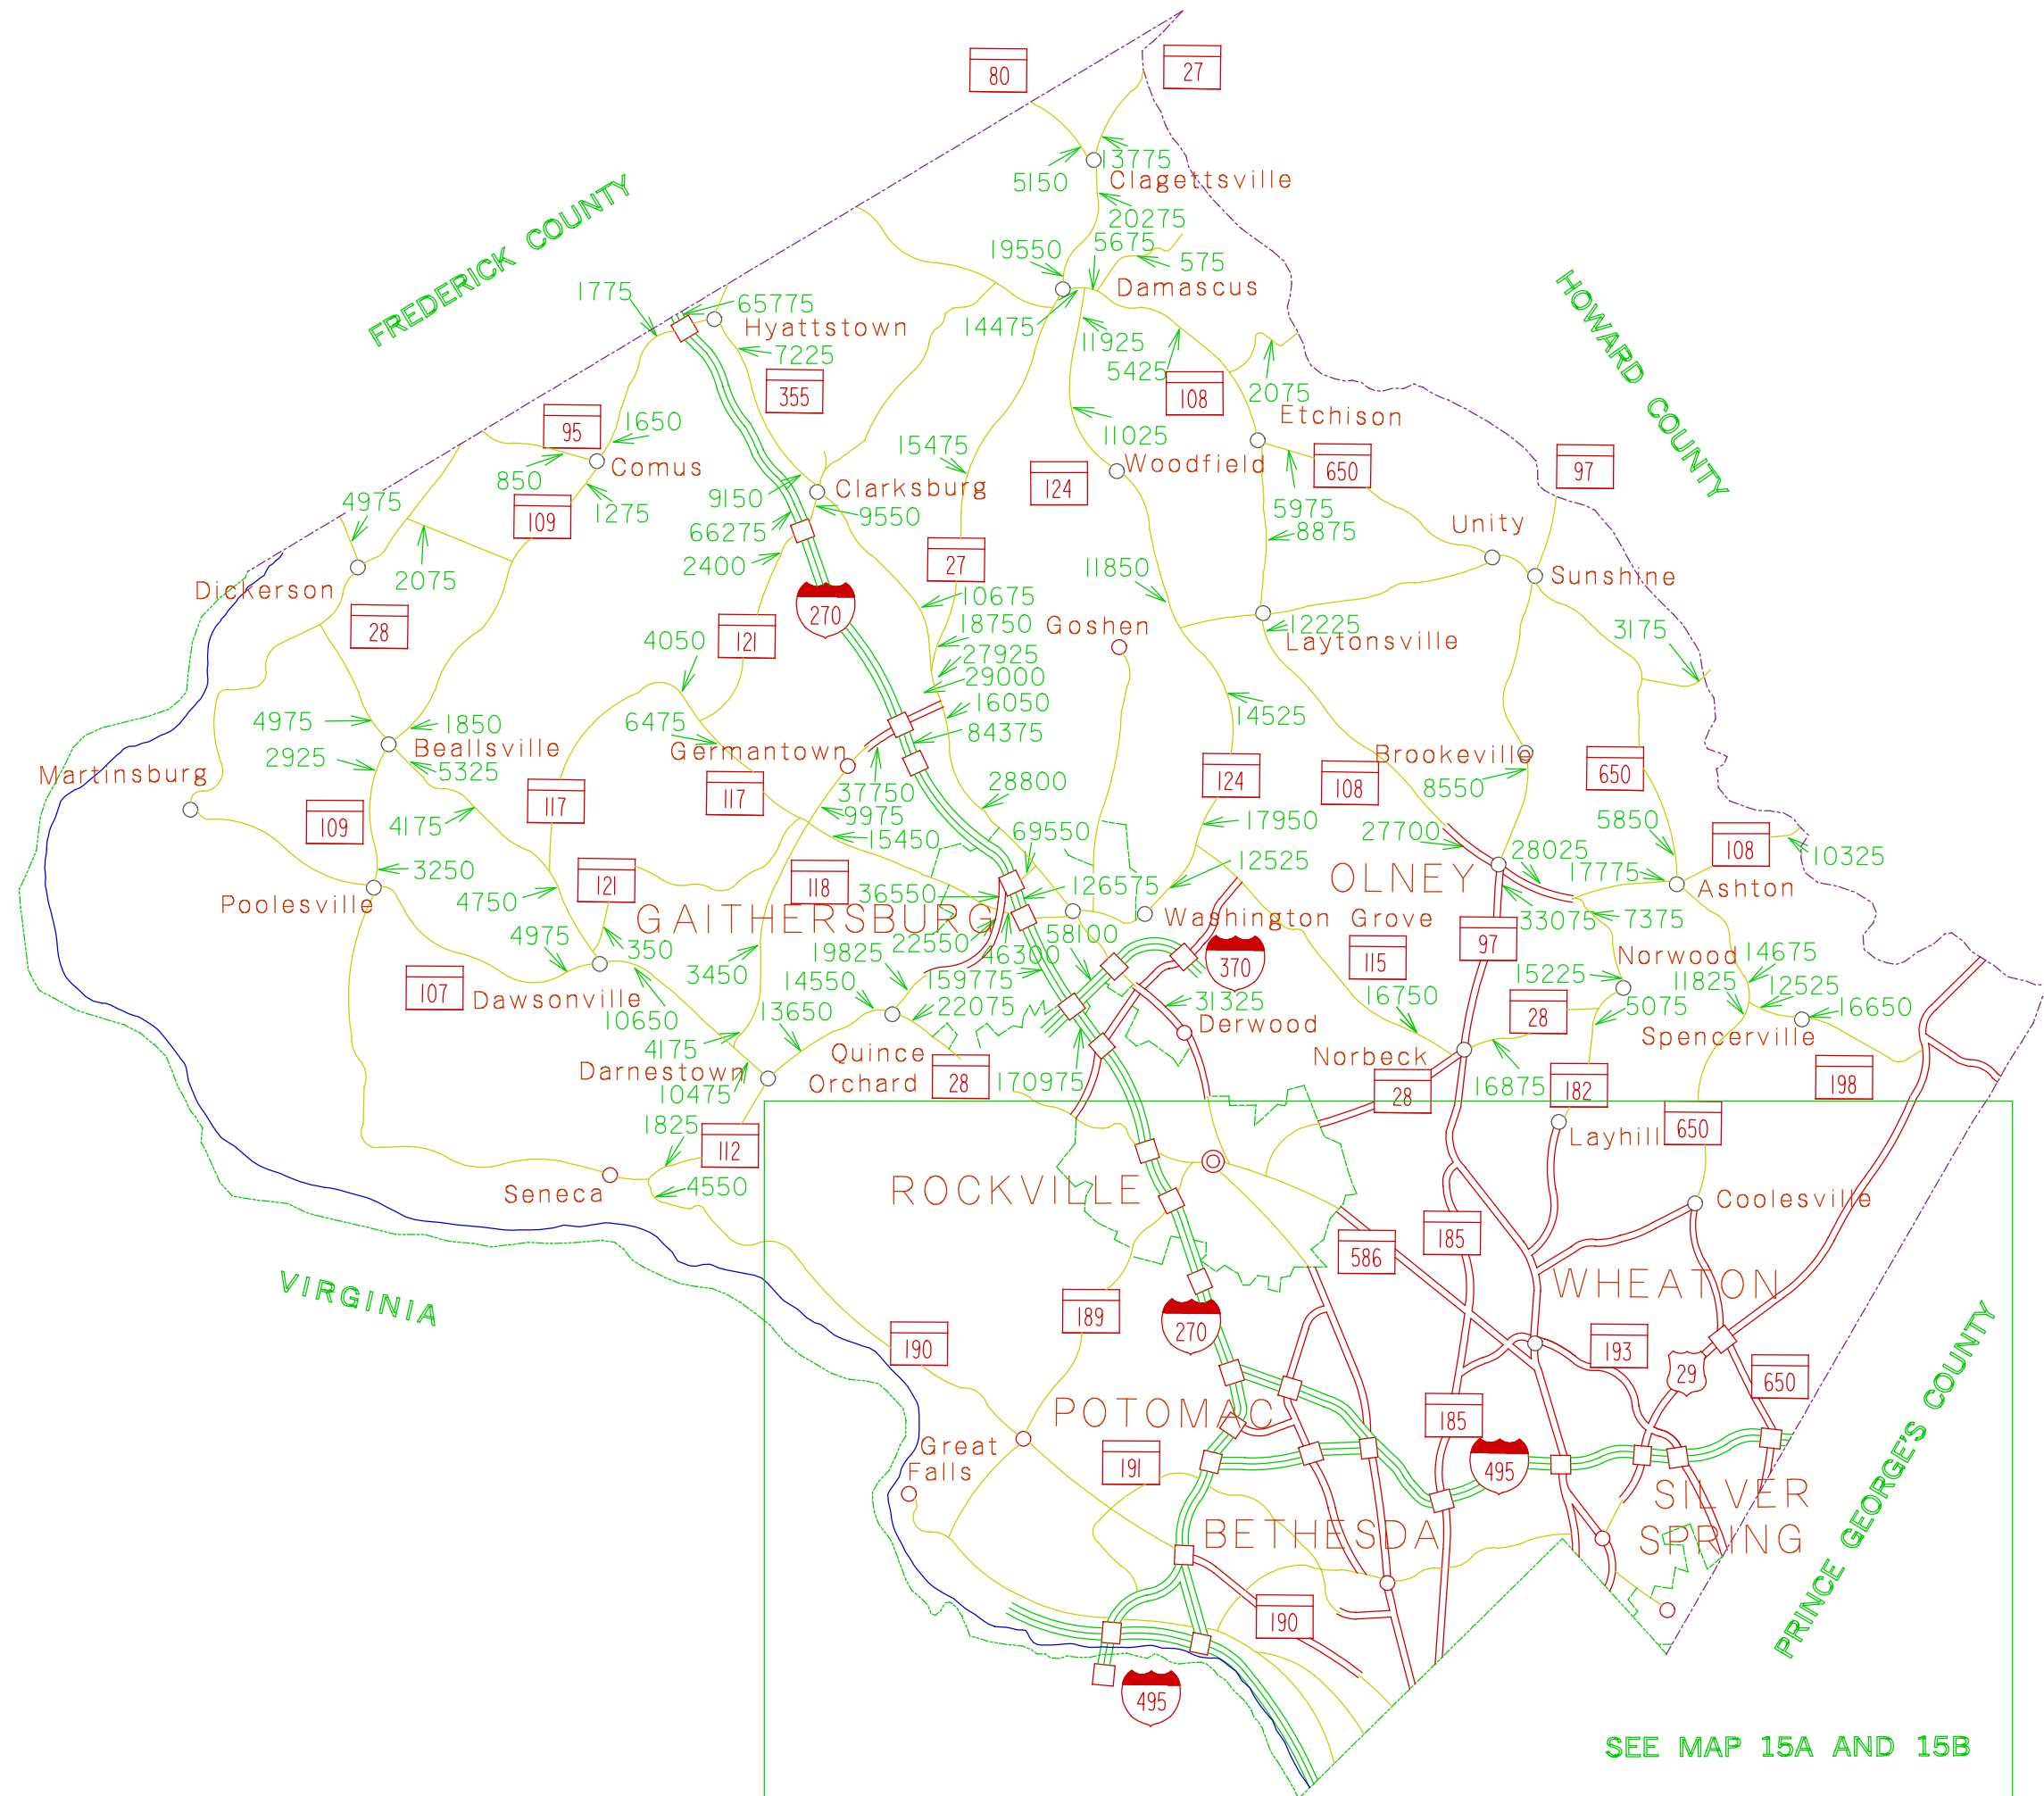 80
27
13775
5150
Clagettsville
FREDERICK COUNTY
20275
5675
19550
575
HOWARD COUNTY
1775
65775
Damascus
Hyattstown
14475
11925
7225
5425
355
108
2075
Etchison
95
1650
11025
15475
Comus
850
Woodfield
650
97
4975
9150
Clarksburg
124
109
1275
9550
5975
66275
8875
Unity
2400
27
11850
2075
Dickerson
Sunshine
10675
270
28
18750
Goshen
12225
3175
4050
121
Laytonsville
27925
29000
16050
4975
1850
6475
14525
84375
Beallsville
Germantown
2925
5325
Brookeville
Martinsburg
28800
124
650
117
117
37750
108
8550
109
9975
4175
69550
17950
27700
5850
15450
108
12525
28025
10325
3250
121
118
36550
126575
OLNEY
17775
Ashton
4750
Poolesville
GAITHERSBURG
Washington Grove
33075
7375
22550
58100
4975
350
19825
46300
97
Norwood
370
115
14675
3450
14550
159775
15225
11825
12525
107
Dawsonville
13650
22075
31325
16750
28
5075
16650
10650
Derwood
Spencerville
4175
Quince
Orchard
Norbeck
Darnestown
28
170975
16875
182
198
10475
28
1825
112
Layhill
650
Seneca
4550
ROCKVILLE
Coolesville
185
586
VIRGINIA
WHEATON
189
270
190
193
29
650
POTOMAC
185
Great
Falls
191
495
SILVER
SPRING
BETHESDA
PRINCE GEORGE'S COUNTY
190
495
SEE MAP 15A AND 15B